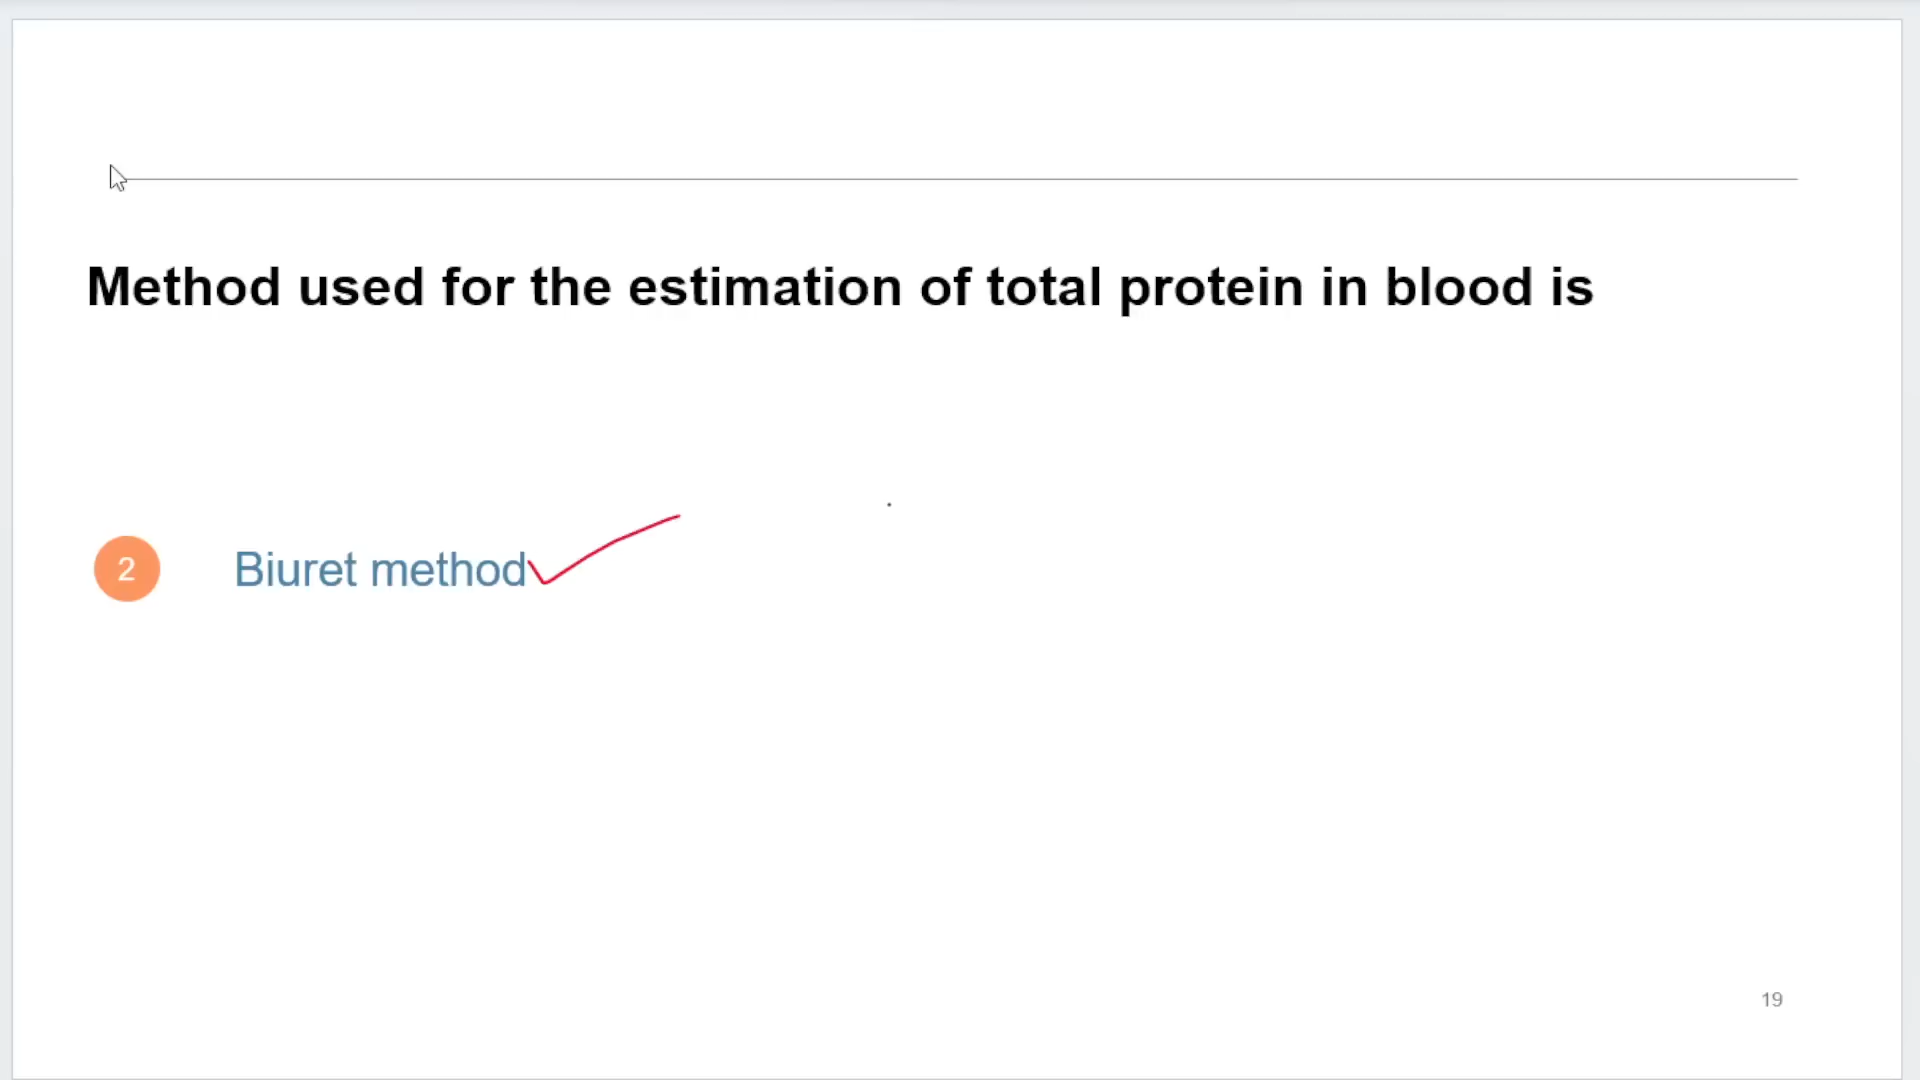 Method used for the estimation of total protein in blood is
2 Biuret method
19